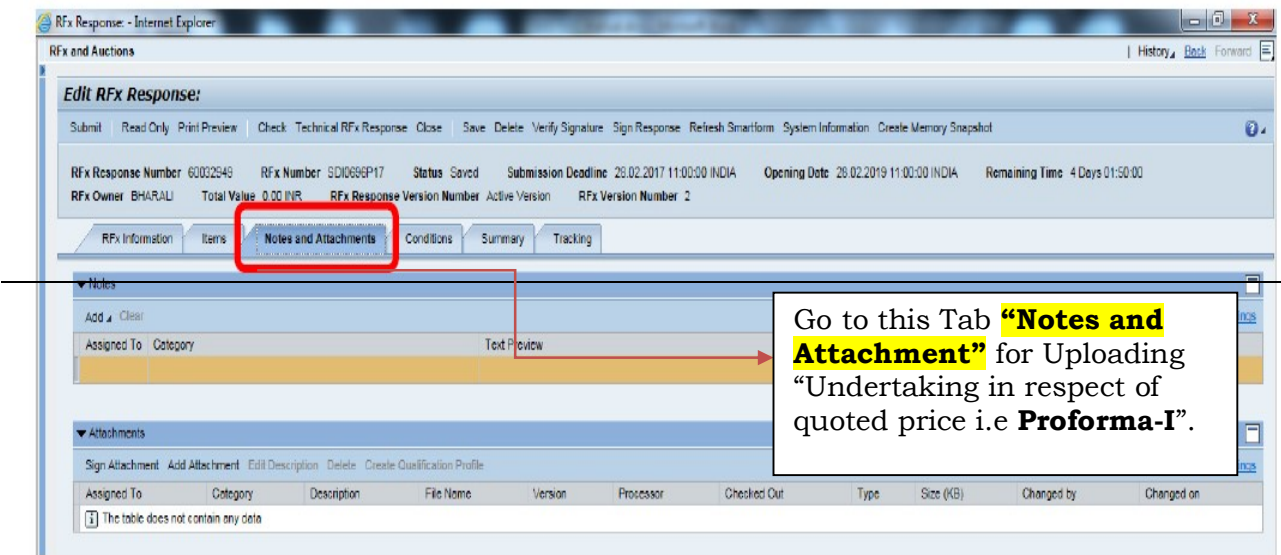 RFx Response: - Internet Explorer
RFx and Auctions
History Back Forward
Edit RFx Response:
Submit Read Only Print Preview Check Technical RFx Response Close Save Delete Verify Signature Sign Response Refresh Smartform System Information Create Memory Snapshot
RFx Response Number 60032949 RFx Number SDI0696P17 Status Saved Submission Deadline 28.02.2017 11:00:00 INDIA Opening Date 28.02.2019 11:00:00 INDIA Remaining Time 4 Days 01:50:00
RFx Owner BHARALI Total Value 0.00 INR RFx Response Version Number Active Version RFx Version Number 2
RFx Information Items Notes and Attachments Conditions Summary Tracking
Notes
Add Clear
Assigned To Category Text Preview
Go to this Tab “Notes and
Attachment” for Uploading
“Undertaking in respect of
quoted price i.e Proforma-I”.
Attachments
Sign Attachment Add Attachment Edit Description Delete Create Qualification Profile
Assigned To Category Description File Name Version Processor Checked Out Type Size (KB) Changed by Changed on
The table does not contain any data